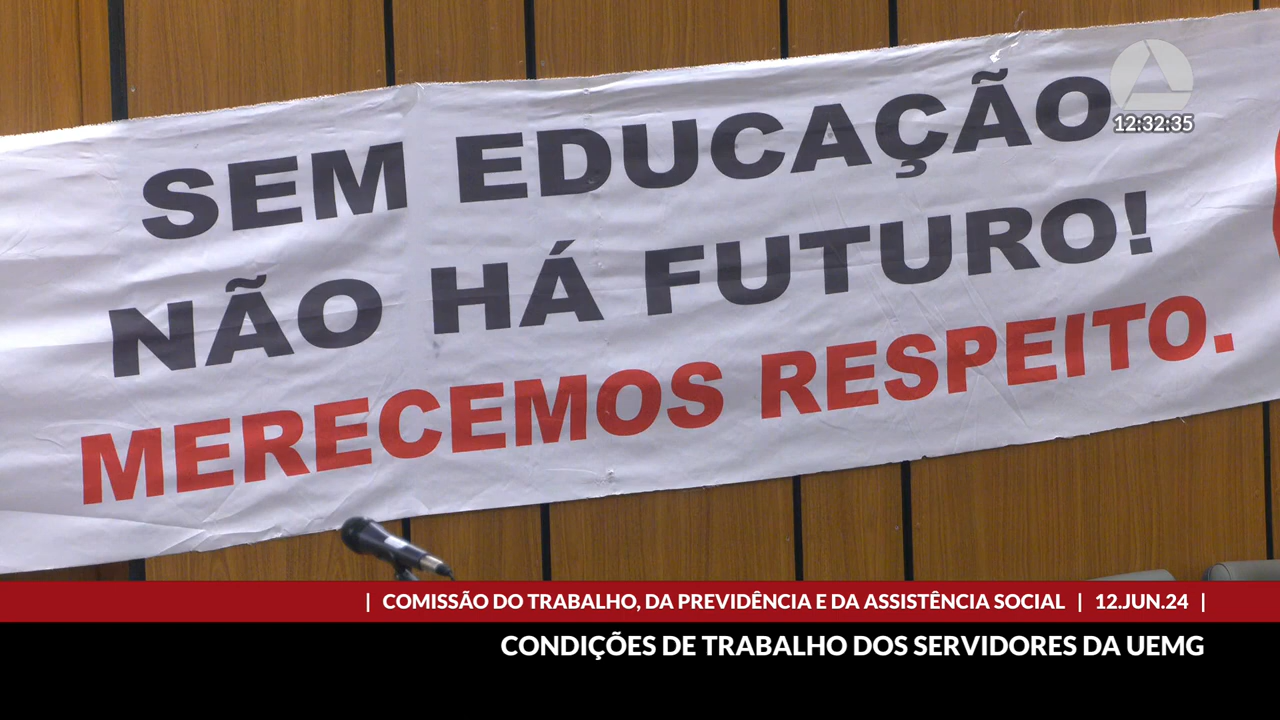 SEM EDUCAÇÃO
NÃO HÁ FUTURO!
MERECEMOS RESPEITO.
12:32:35
| COMISSÃO DO TRABALHO, DA PREVIDÊNCIA E DA ASSISTÊNCIA SOCIAL | 12.JUN.24 |
CONDIÇÕES DE TRABALHO DOS SERVIDORES DA UEMG